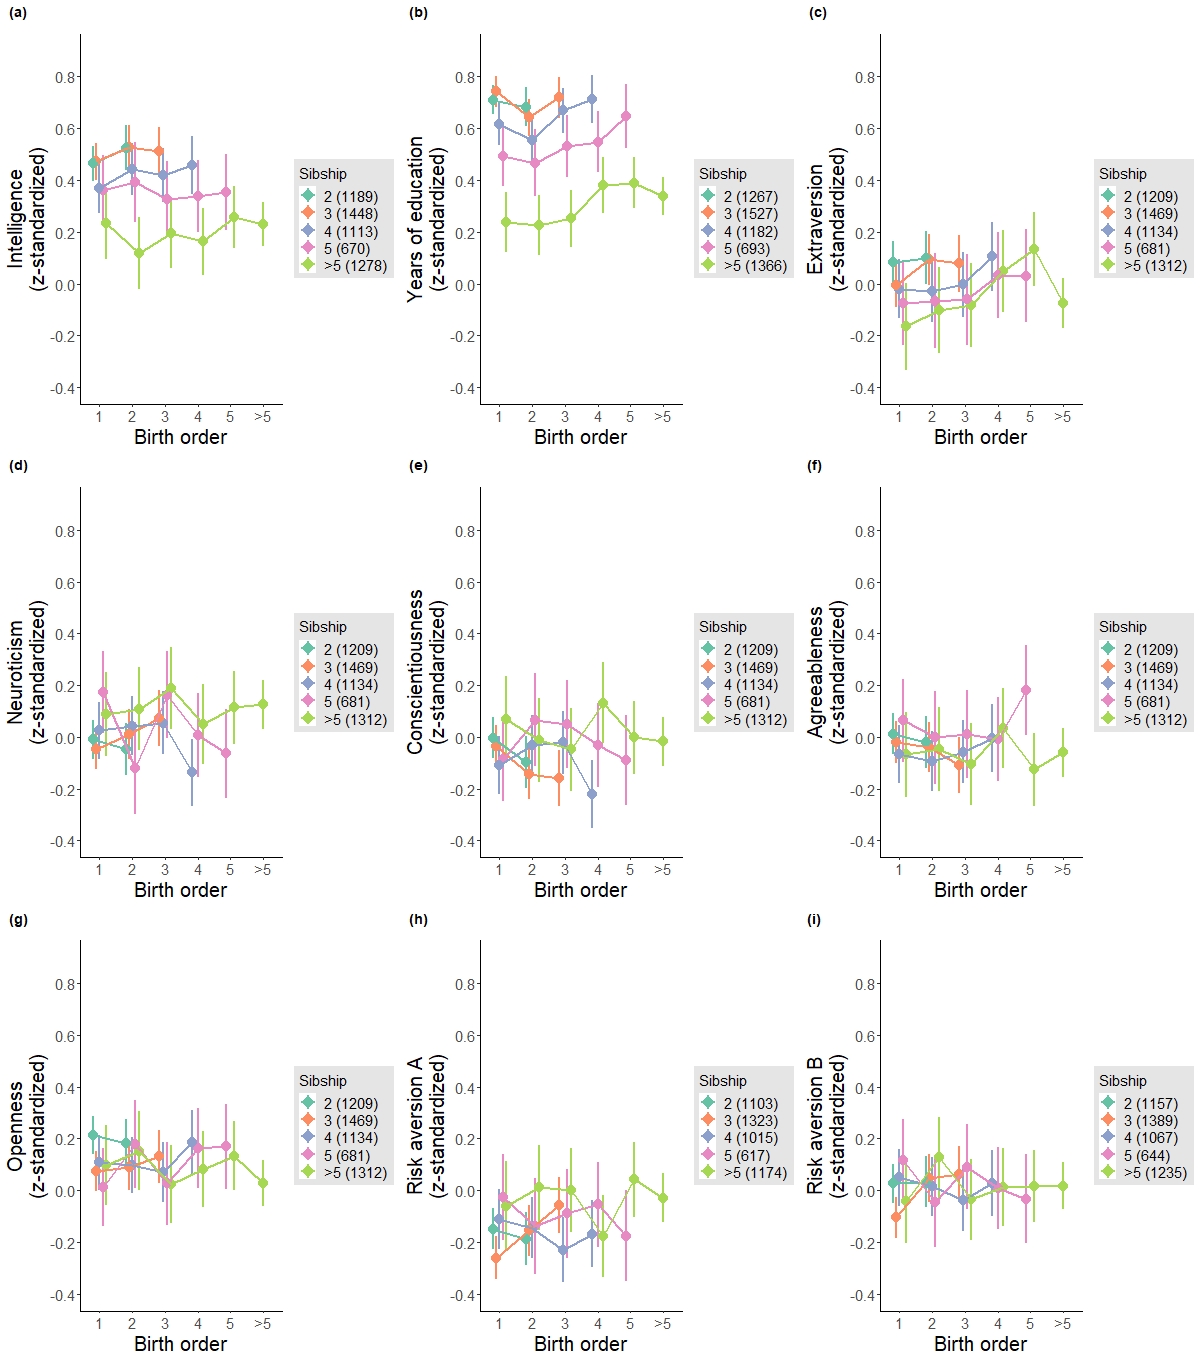 (a)
Intelligence
(z-standardized)
0.8
0.6
0.4
0.2
0.0
-0.2
-0.4
1 2 3 4 5 >5
Birth order
Sibship
2 (1189)
3 (1448)
4 (1113)
5 (670)
>5 (1278)
(b)
Years of education
(z-standardized)
0.8
0.6
0.4
0.2
0.0
-0.2
-0.4
1 2 3 4 5 >5
Birth order
Sibship
2 (1267)
3 (1527)
4 (1182)
5 (693)
>5 (1366)
(c)
Extraversion
(z-standardized)
0.8
0.6
0.4
0.2
0.0
-0.2
-0.4
1 2 3 4 5 >5
Birth order
Sibship
2 (1209)
3 (1469)
4 (1134)
5 (681)
>5 (1312)
(d)
Neuroticism
(z-standardized)
0.8
0.6
0.4
0.2
0.0
-0.2
-0.4
1 2 3 4 5 >5
Birth order
Sibship
2 (1209)
3 (1469)
4 (1134)
5 (681)
>5 (1312)
(e)
Conscientiousness
(z-standardized)
0.8
0.6
0.4
0.2
0.0
-0.2
-0.4
1 2 3 4 5 >5
Birth order
Sibship
2 (1209)
3 (1469)
4 (1134)
5 (681)
>5 (1312)
(f)
Agreeableness
(z-standardized)
0.8
0.6
0.4
0.2
0.0
-0.2
-0.4
1 2 3 4 5 >5
Birth order
Sibship
2 (1209)
3 (1469)
4 (1134)
5 (681)
>5 (1312)
(g)
Openness
(z-standardized)
0.8
0.6
0.4
0.2
0.0
-0.2
-0.4
1 2 3 4 5 >5
Birth order
Sibship
2 (1209)
3 (1469)
4 (1134)
5 (681)
>5 (1312)
(h)
Risk aversion A
(z-standardized)
0.8
0.6
0.4
0.2
0.0
-0.2
-0.4
1 2 3 4 5 >5
Birth order
Sibship
2 (1103)
3 (1323)
4 (1015)
5 (617)
>5 (1174)
(i)
Risk aversion B
(z-standardized)
0.8
0.6
0.4
0.2
0.0
-0.2
-0.4
1 2 3 4 5 >5
Birth order
Sibship
2 (1157)
3 (1389)
4 (1067)
5 (644)
>5 (1235)